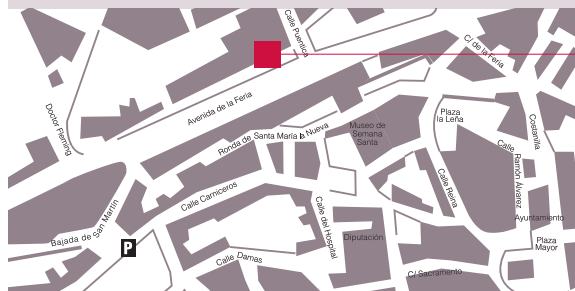 Calle Puentica
C/ de la Feria
Avenida de la Feria
Doctor Fleming
Plaza
la Leña
Costanilla
Museo de
Semana
Santa
Ronda de Santa María la Nueva
Calle Ramón Álvarez
Calle Reina
Calle Carniceros
Calle del Hospital
Bajada de San Martín
Ayuntamiento
Diputación
Plaza
Mayor
P
Calle Damas
C/ Sacramento